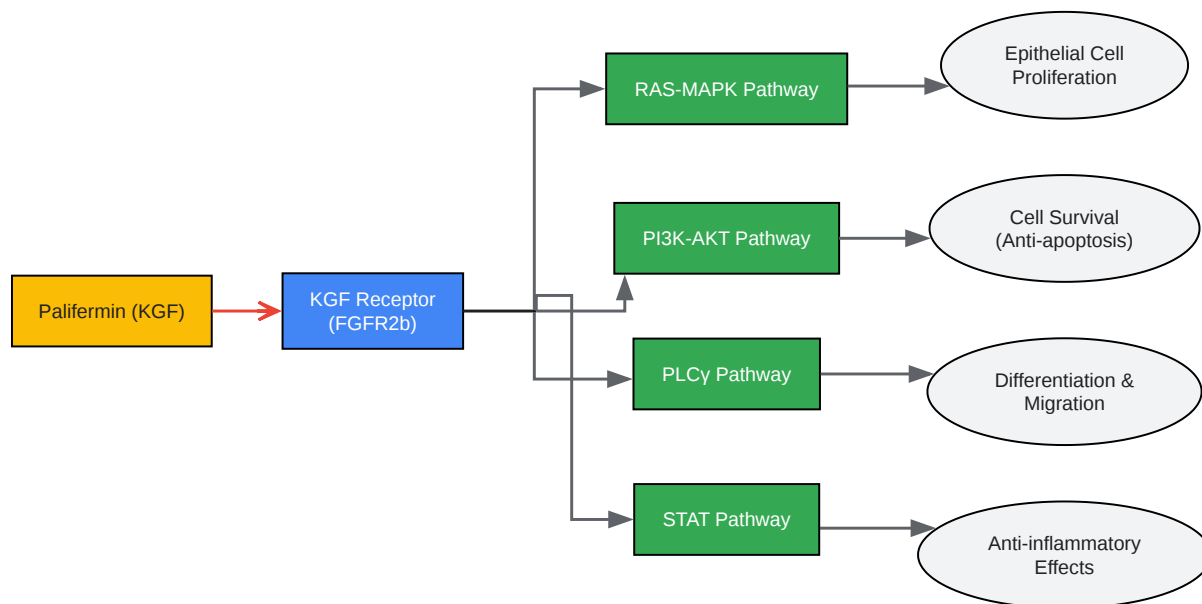 Palifermin (KGF)
KGF Receptor
(FGFR2b)
RAS-MAPK Pathway
Epithelial Cell
Proliferation
PI3K-AKT Pathway
Cell Survival
(Anti-apoptosis)
PLCγ Pathway
Differentiation &
Migration
STAT Pathway
Anti-inflammatory
Effects